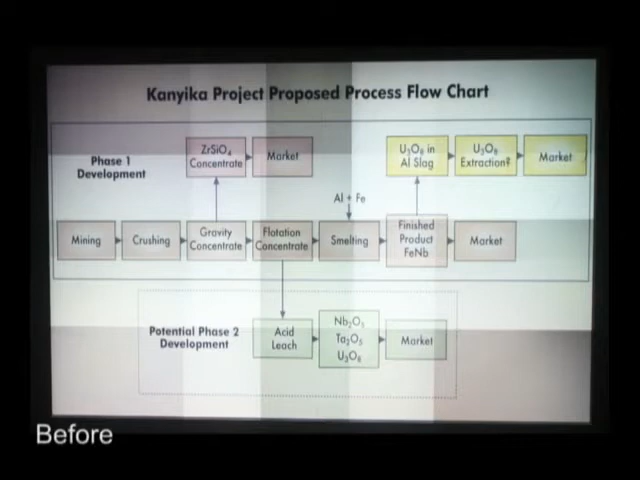 Kanyika Project Proposed Process Flow Chart
Phase 1
Development
ZrSiO₄
Concentrate
Market
U₃O₈ in
Al Slag
U₃O₈
Extraction?
Market
Al + Fe
Mining
Crushing
Gravity
Concentrate
Flotation
Concentrate
Smelting
Finished
Product
FeNb
Market
Potential Phase 2
Development
Acid
Leach
Nb₂O₅
Ta₂O₅
U₃O₈
Market
Before